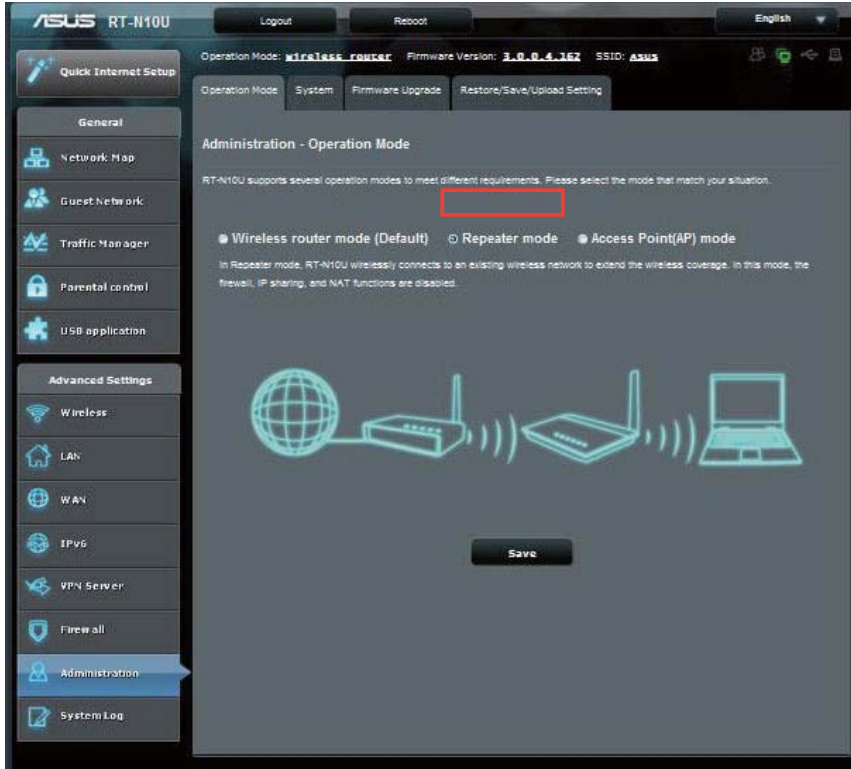 ASUS RT-N10U
Logout
Reboot
English
Quick Internet Setup
Operation Mode: wireless router Firmware Version: 3.0.0.4.162 SSID: ASUS
Operation Mode
System
Firmware Upgrade
Restore/Save/Upload Setting
General
Network Map
Guest Network
Traffic Manager
Parental control
USB application
Advanced Settings
Wireless
LAN
WAN
IPv6
VPN Server
Firewall
Administration
System Log
Administration - Operation Mode
RT-N10U supports several operation modes to meet different requirements. Please select the mode that match your situation.
Wireless router mode (Default)
Repeater mode
Access Point(AP) mode
In Repeater mode, RT-N10U wirelessly connects to an existing wireless network to extend the wireless coverage. In this mode, the
firewall, IP sharing, and NAT functions are disabled.
Save